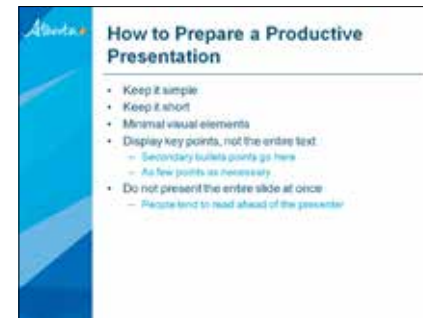 Alberta
How to Prepare a Productive
Presentation
• Keep it simple
• Keep it short
• Minimal visual elements
• Display key points, not the entire text
– Secondary bullets points go here
– As few points as necessary
• Do not present the entire slide at once
– People tend to read ahead of the presenter